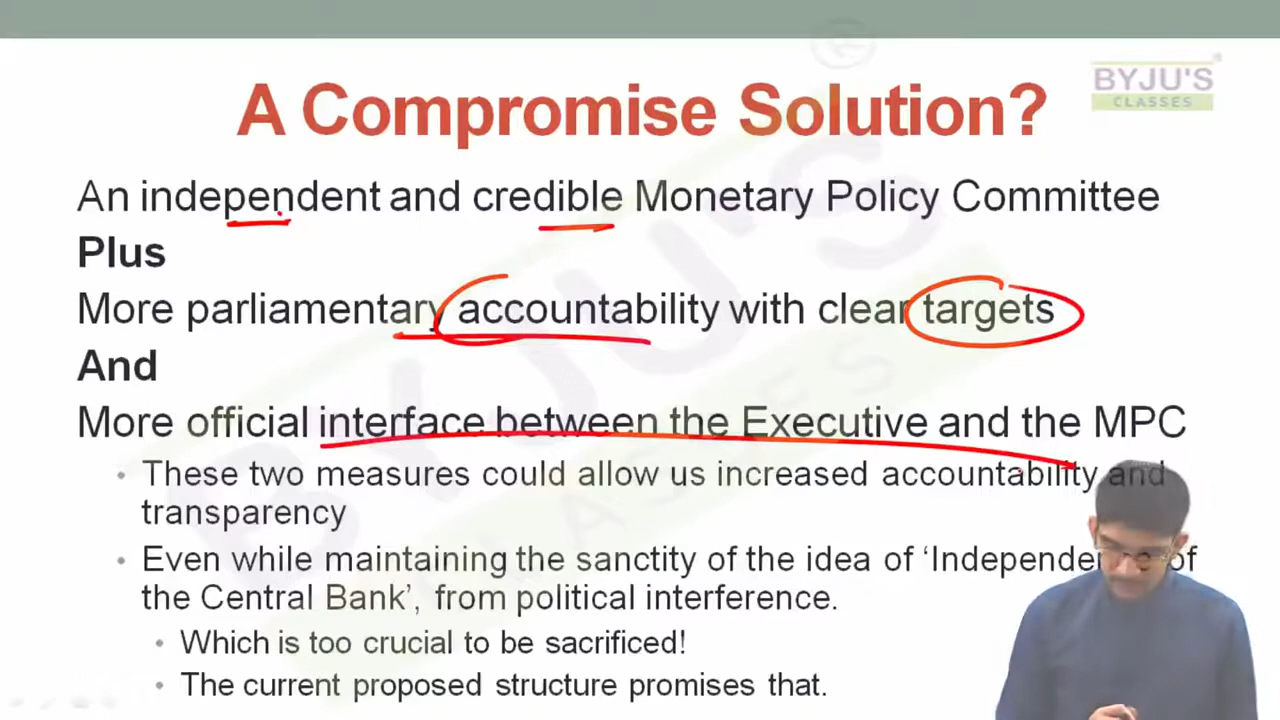 A Compromise Solution?
BYJU'S
CLASSES
An independent and credible Monetary Policy Committee
Plus
More parliamentary accountability with clear targets
And
More official interface between the Executive and the MPC
• These two measures could allow us increased accountability and
transparency
• Even while maintaining the sanctity of the idea of of
the Central Bank’, from political interference.
• Which is too crucial to be sacrificed!
• The current proposed structure promises that.
BYJU'S
CLASSES